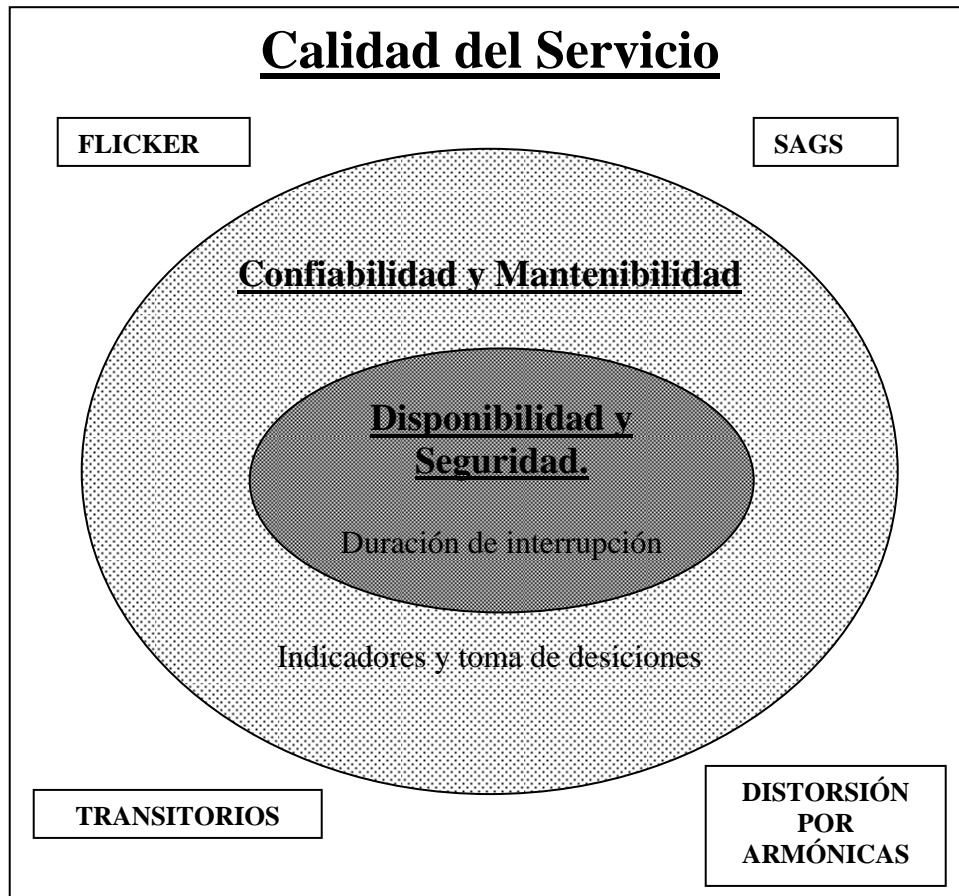 Calidad del Servicio
FLICKER
SAGS
Confiabilidad y Mantenibilidad
Disponibilidad y
Seguridad.
Duración de interrupción
Indicadores y toma de desiciones
TRANSITORIOS
DISTORSIÓN
POR
ARMÓNICAS